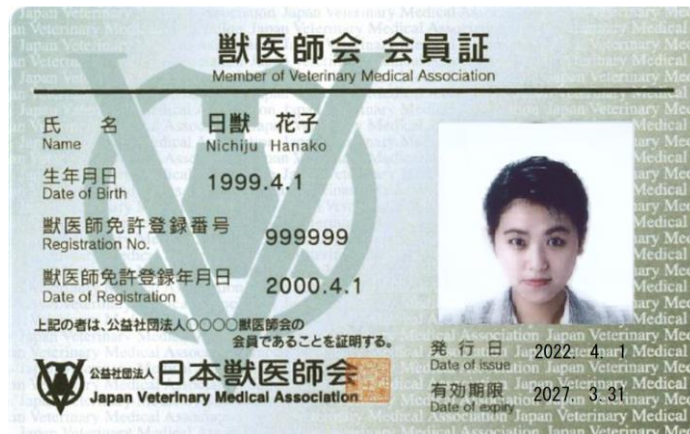 獣医師会 会員証
Member of Veterinary Medical Association
氏 名 日獣 花子
Name Nichiju Hanako
生年月日 1999.4.1
Date of Birth
獣医師免許登録番号 999999
Registration No.
獣医師免許登録年月日 2000.4.1
Date of Registration
上記の者は、公益社団法人○○○○獣医師会の
会員であることを証明する。
公益社団法人 日本獣医師会
Japan Veterinary Medical Association
発行日 2022. 4. 1
Date of issue
有効期限 2027. 3.31
Date of expiry